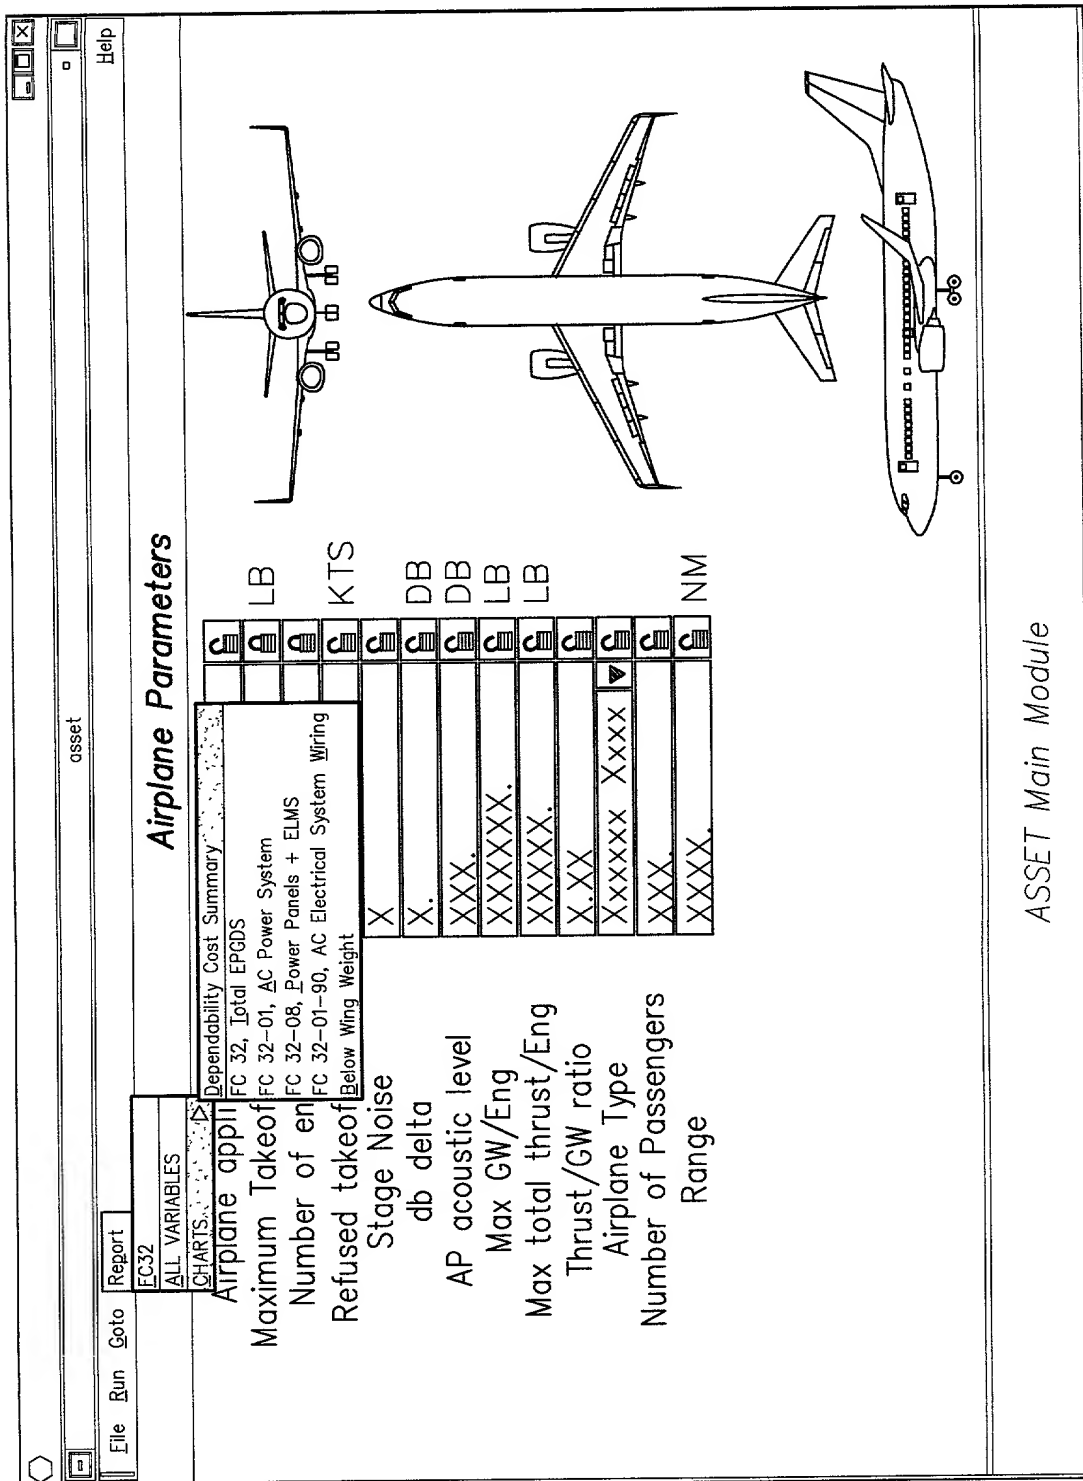 asset
File Run Goto Report Help
FC32
ALL VARIABLES
CHARTS
Dependability Cost Summary
FC 32, Total EPGDS
FC 32-01, AC Power System
FC 32-08, Power Panels + ELMS
FC 32-01-90, AC Electrical System Wiring
Below Wing Weight
Airplane Parameters
Airplane appli
Maximum Takeof LB
Number of en
Refused takeof KTS
Stage Noise X
db delta X. DB
AP acoustic level XXX. DB
Max GW/Eng XXXXXX. LB
Max total thrust/Eng XXXXX. LB
Thrust/GW ratio X.XX
Airplane Type Xxxxxx Xxxx
Number of Passengers XXX.
Range XXXX. NM
ASSET Main Module